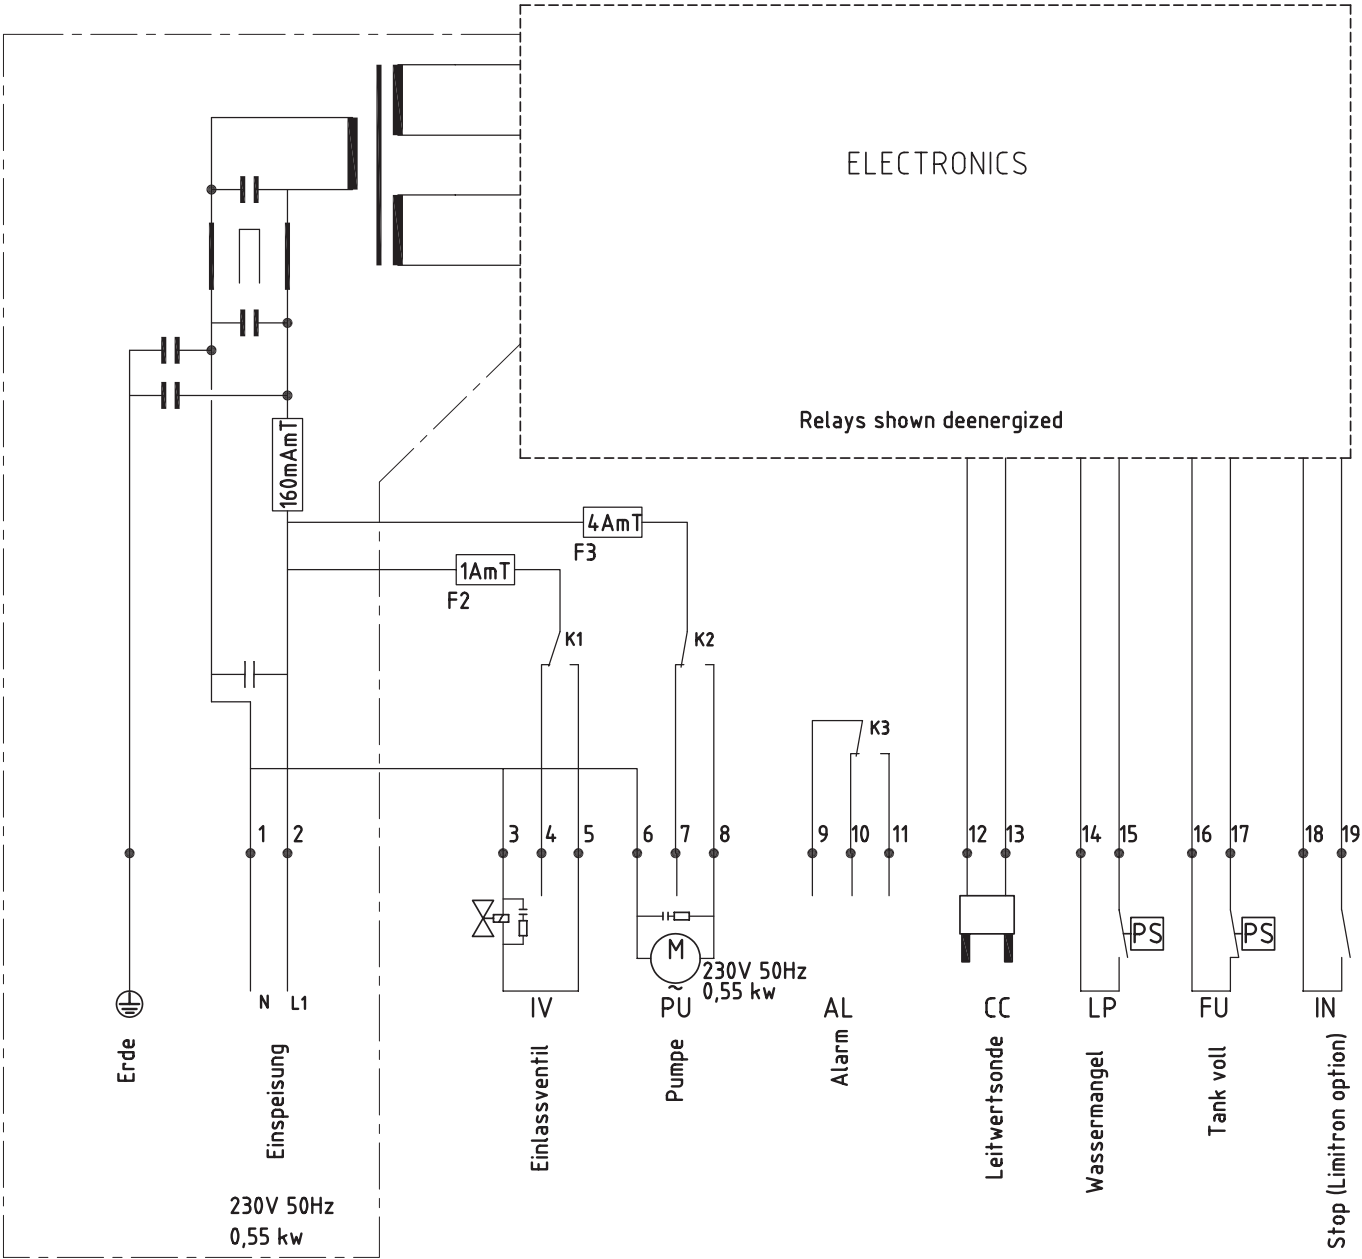 ELECTRONICS
Relays shown deenergized
160mAmT
4AmT
F3
1AmT
F2
K1
K2
K3
1 2 3 4 5 6 7 8 9 10 11 12 13 14 15 16 17 18 19
PS
PS
M
~
230V 50Hz
0,55 kw
N L1
IV PU AL CC LP FU IN
Erde
Einspeisung
Einlassventil
Pumpe
Alarm
Leitwertsonde
Wassermangel
Tank voll
Stop (Limitron option)
230V 50Hz
0,55 kw